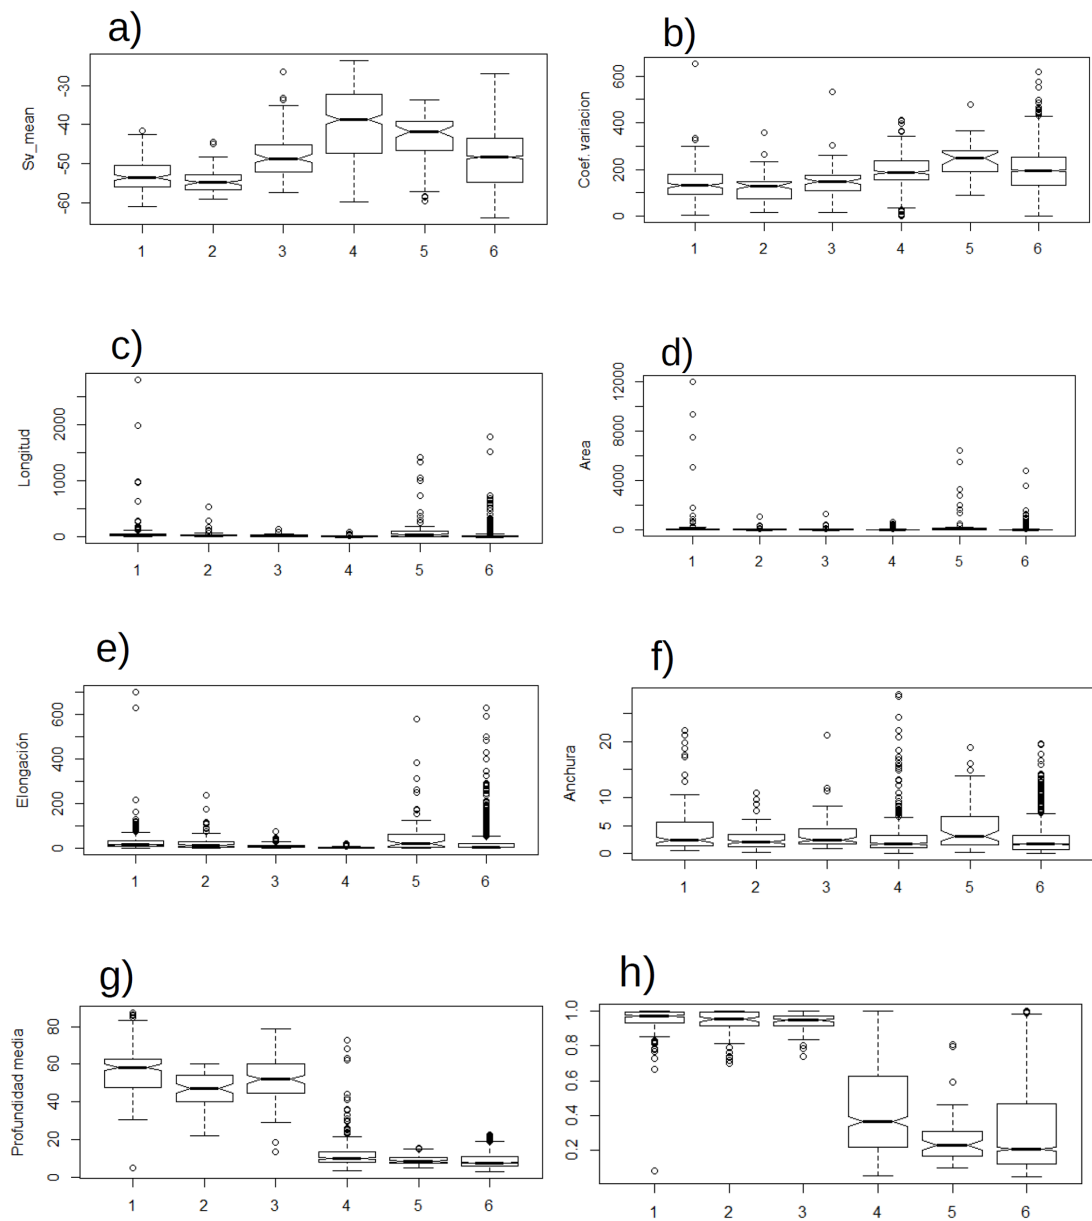 a)
Sv_mean
-30
-40
-50
-60
1 2 3 4 5 6
b)
Coef. variacion
600
400
200
0
1 2 3 4 5 6
c)
Longitud
2000
1000
0
1 2 3 4 5 6
d)
Area
12000
8000
4000
0
1 2 3 4 5 6
e)
Elongación
600
400
200
0
1 2 3 4 5 6
f)
Anchura
20
10
5
0
1 2 3 4 5 6
g)
Profundidad media
80
60
40
20
0
1 2 3 4 5 6
h)
1.0
0.8
0.6
0.4
0.2
1 2 3 4 5 6